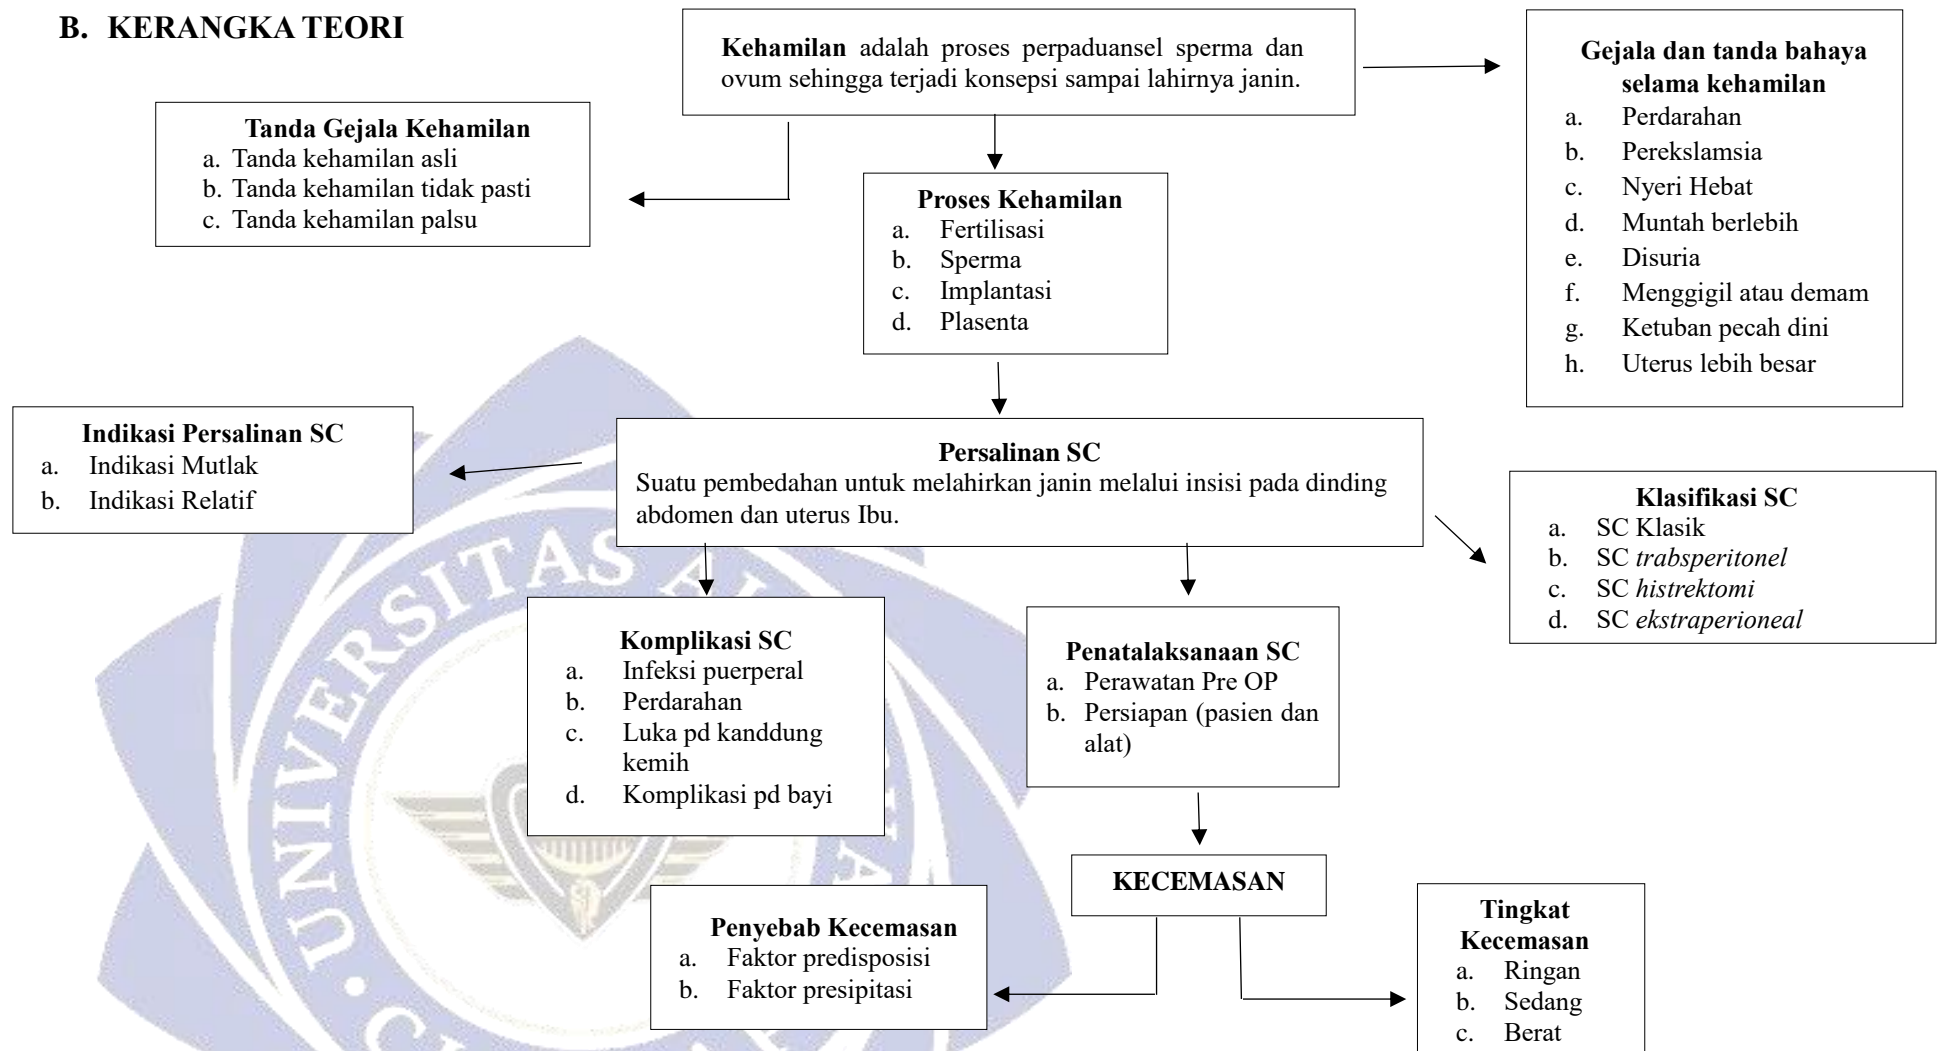 B. KERANGKA TEORI
Kehamilan adalah proses perpaduansel sperma dan
ovum sehingga terjadi konsepsi sampai lahirnya janin.
Gejala dan tanda bahaya
selama kehamilan
a. Perdarahan
b. Perekslamsia
c. Nyeri Hebat
d. Muntah berlebih
e. Disuria
f. Menggigil atau demam
g. Ketuban pecah dini
h. Uterus lebih besar
Tanda Gejala Kehamilan
a. Tanda kehamilan asli
b. Tanda kehamilan tidak pasti
c. Tanda kehamilan palsu
Proses Kehamilan
a. Fertilisasi
b. Sperma
c. Implantasi
d. Plasenta
Indikasi Persalinan SC
a. Indikasi Mutlak
b. Indikasi Relatif
Persalinan SC
Suatu pembedahan untuk melahirkan janin melalui insisi pada dinding
abdomen dan uterus Ibu.
Klasifikasi SC
a. SC Klasik
b. SC trabsperitonel
c. SC histrektomi
d. SC ekstraperioneal
Komplikasi SC
a. Infeksi puerperal
b. Perdarahan
c. Luka pd kanddung
kemih
d. Komplikasi pd bayi
Penatalaksanaan SC
a. Perawatan Pre OP
b. Persiapan (pasien dan
alat)
KECEMASAN
Penyebab Kecemasan
a. Faktor predisposisi
b. Faktor presipitasi
Tingkat
Kecemasan
a. Ringan
b. Sedang
c. Berat
UNIVERSITAS